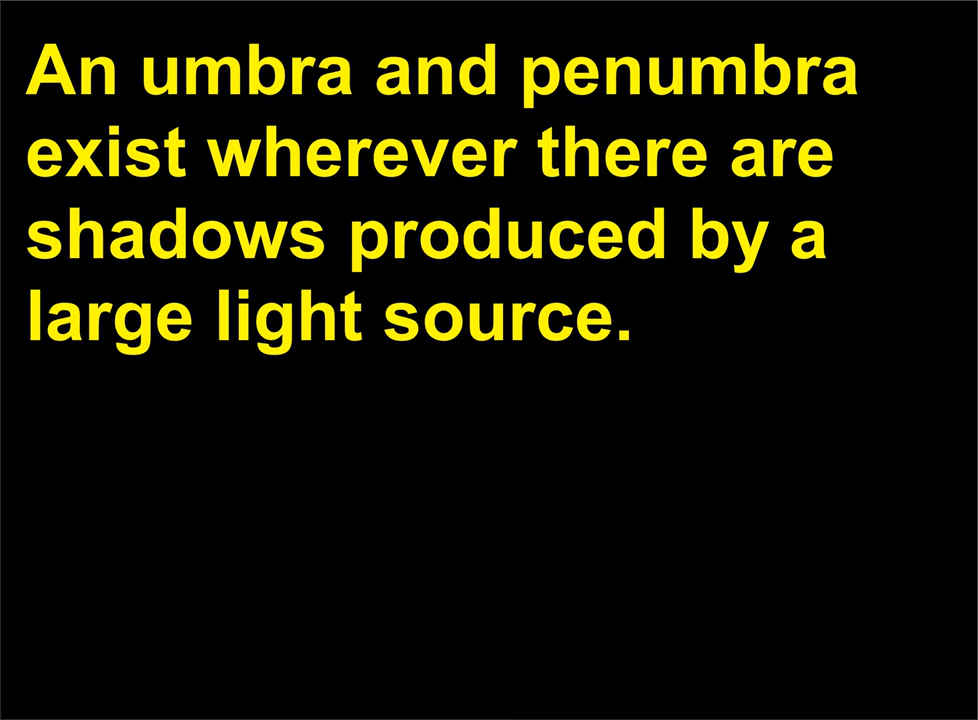 An umbra and penumbra
exist wherever there are
shadows produced by a
large light source.